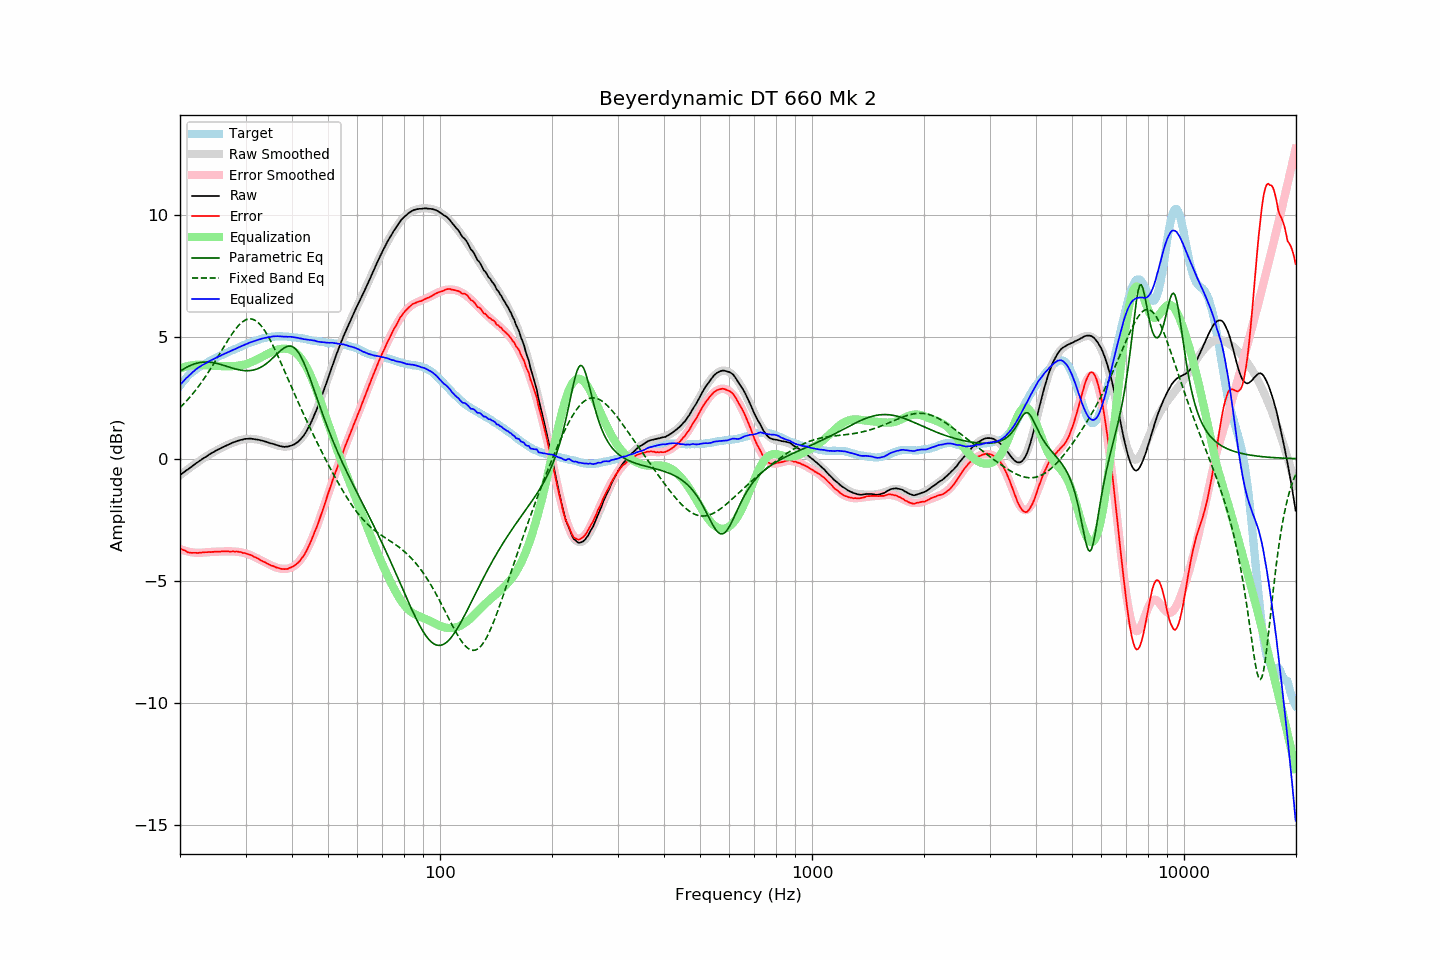 Beyerdynamic DT 660 Mk 2
Target
Raw Smoothed
Error Smoothed
Raw
Error
Equalization
Parametric Eq
Fixed Band Eq
Equalized
10
5
0
−5
−10
−15
Amplitude (dBr)
100
1000
10000
Frequency (Hz)